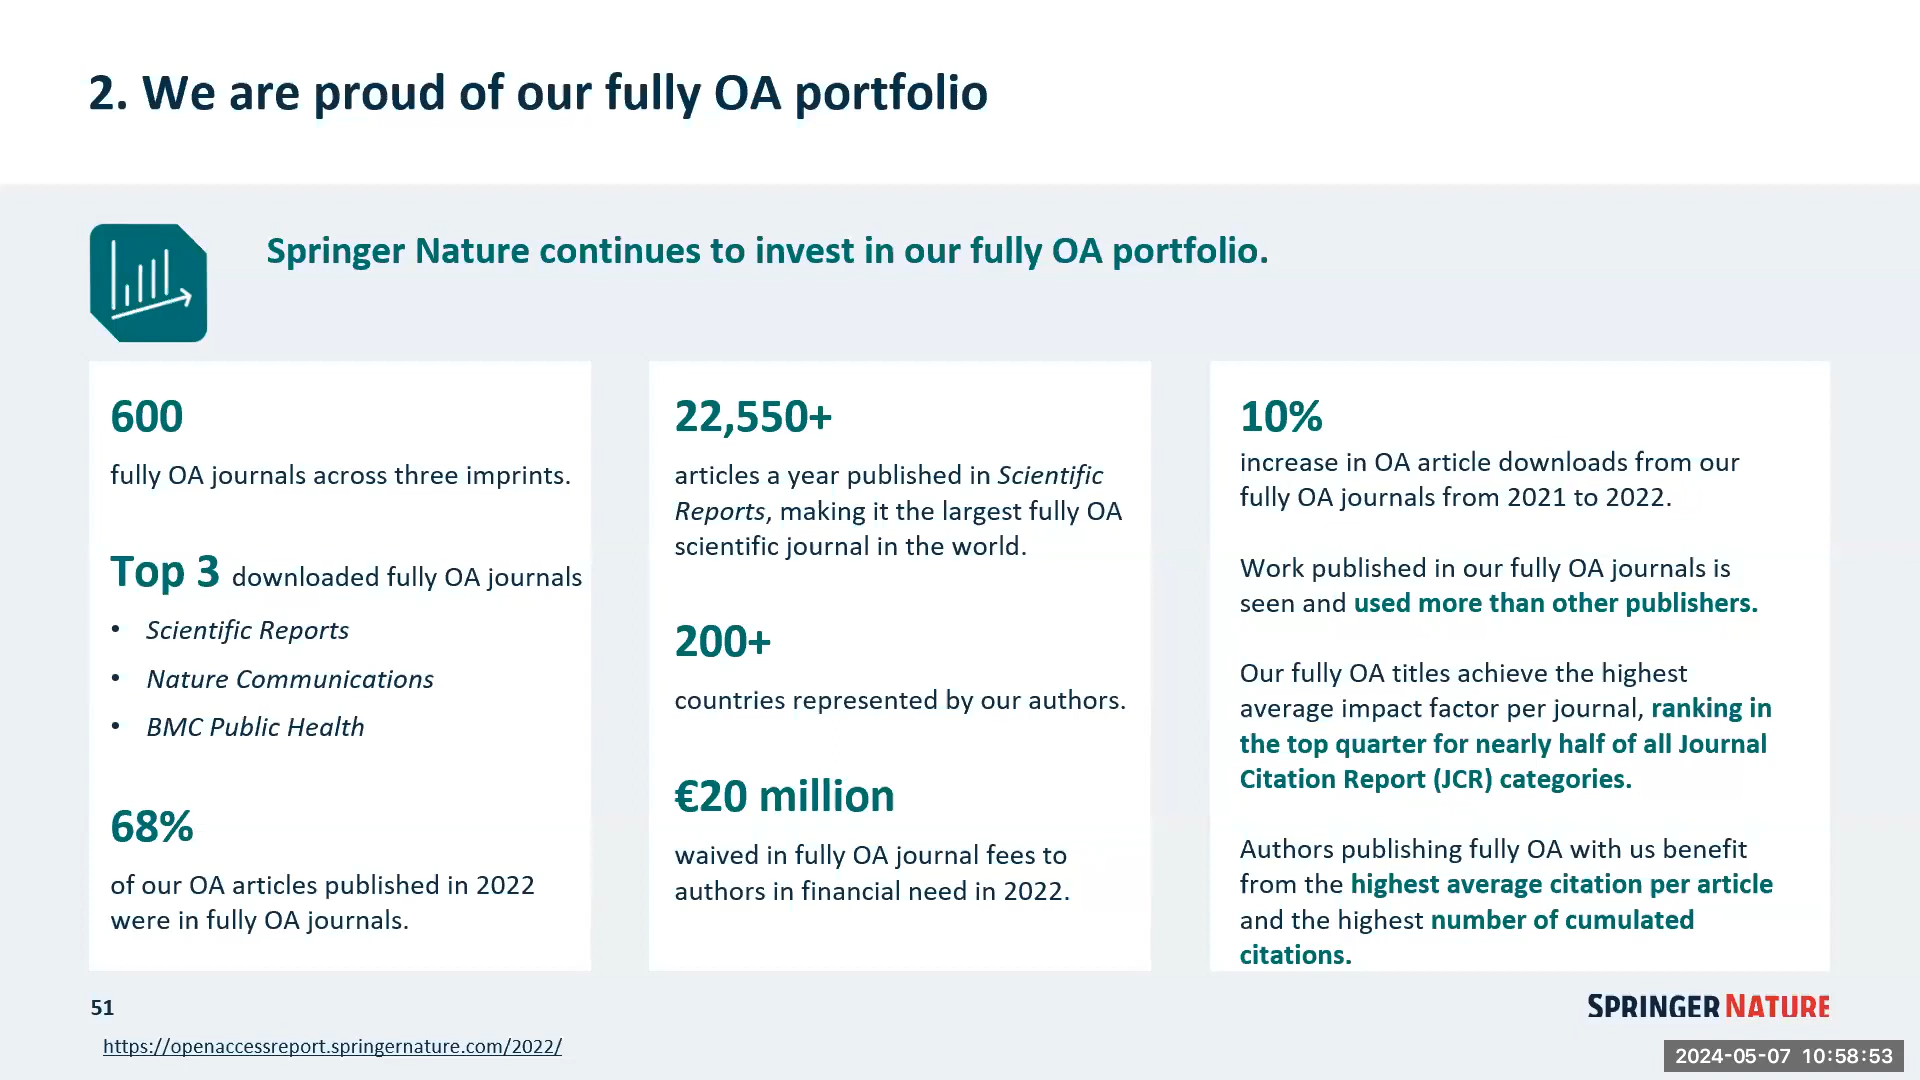 2. We are proud of our fully OA portfolio
Springer Nature continues to invest in our fully OA portfolio.
600
fully OA journals across three imprints.
Top 3 downloaded fully OA journals
• Scientific Reports
• Nature Communications
• BMC Public Health
68%
of our OA articles published in 2022
were in fully OA journals.
22,550+
articles a year published in Scientific
Reports, making it the largest fully OA
scientific journal in the world.
200+
countries represented by our authors.
€20 million
waived in fully OA journal fees to
authors in financial need in 2022.
10%
increase in OA article downloads from our
fully OA journals from 2021 to 2022.
Work published in our fully OA journals is
seen and used more than other publishers.
Our fully OA titles achieve the highest
average impact factor per journal, ranking in
the top quarter for nearly half of all Journal
Citation Report (JCR) categories.
Authors publishing fully OA with us benefit
from the highest average citation per article
and the highest number of cumulated
citations.
51
SPRINGER NATURE
https://openaccessreport.springernature.com/2022/
2024-05-07 10:58:53